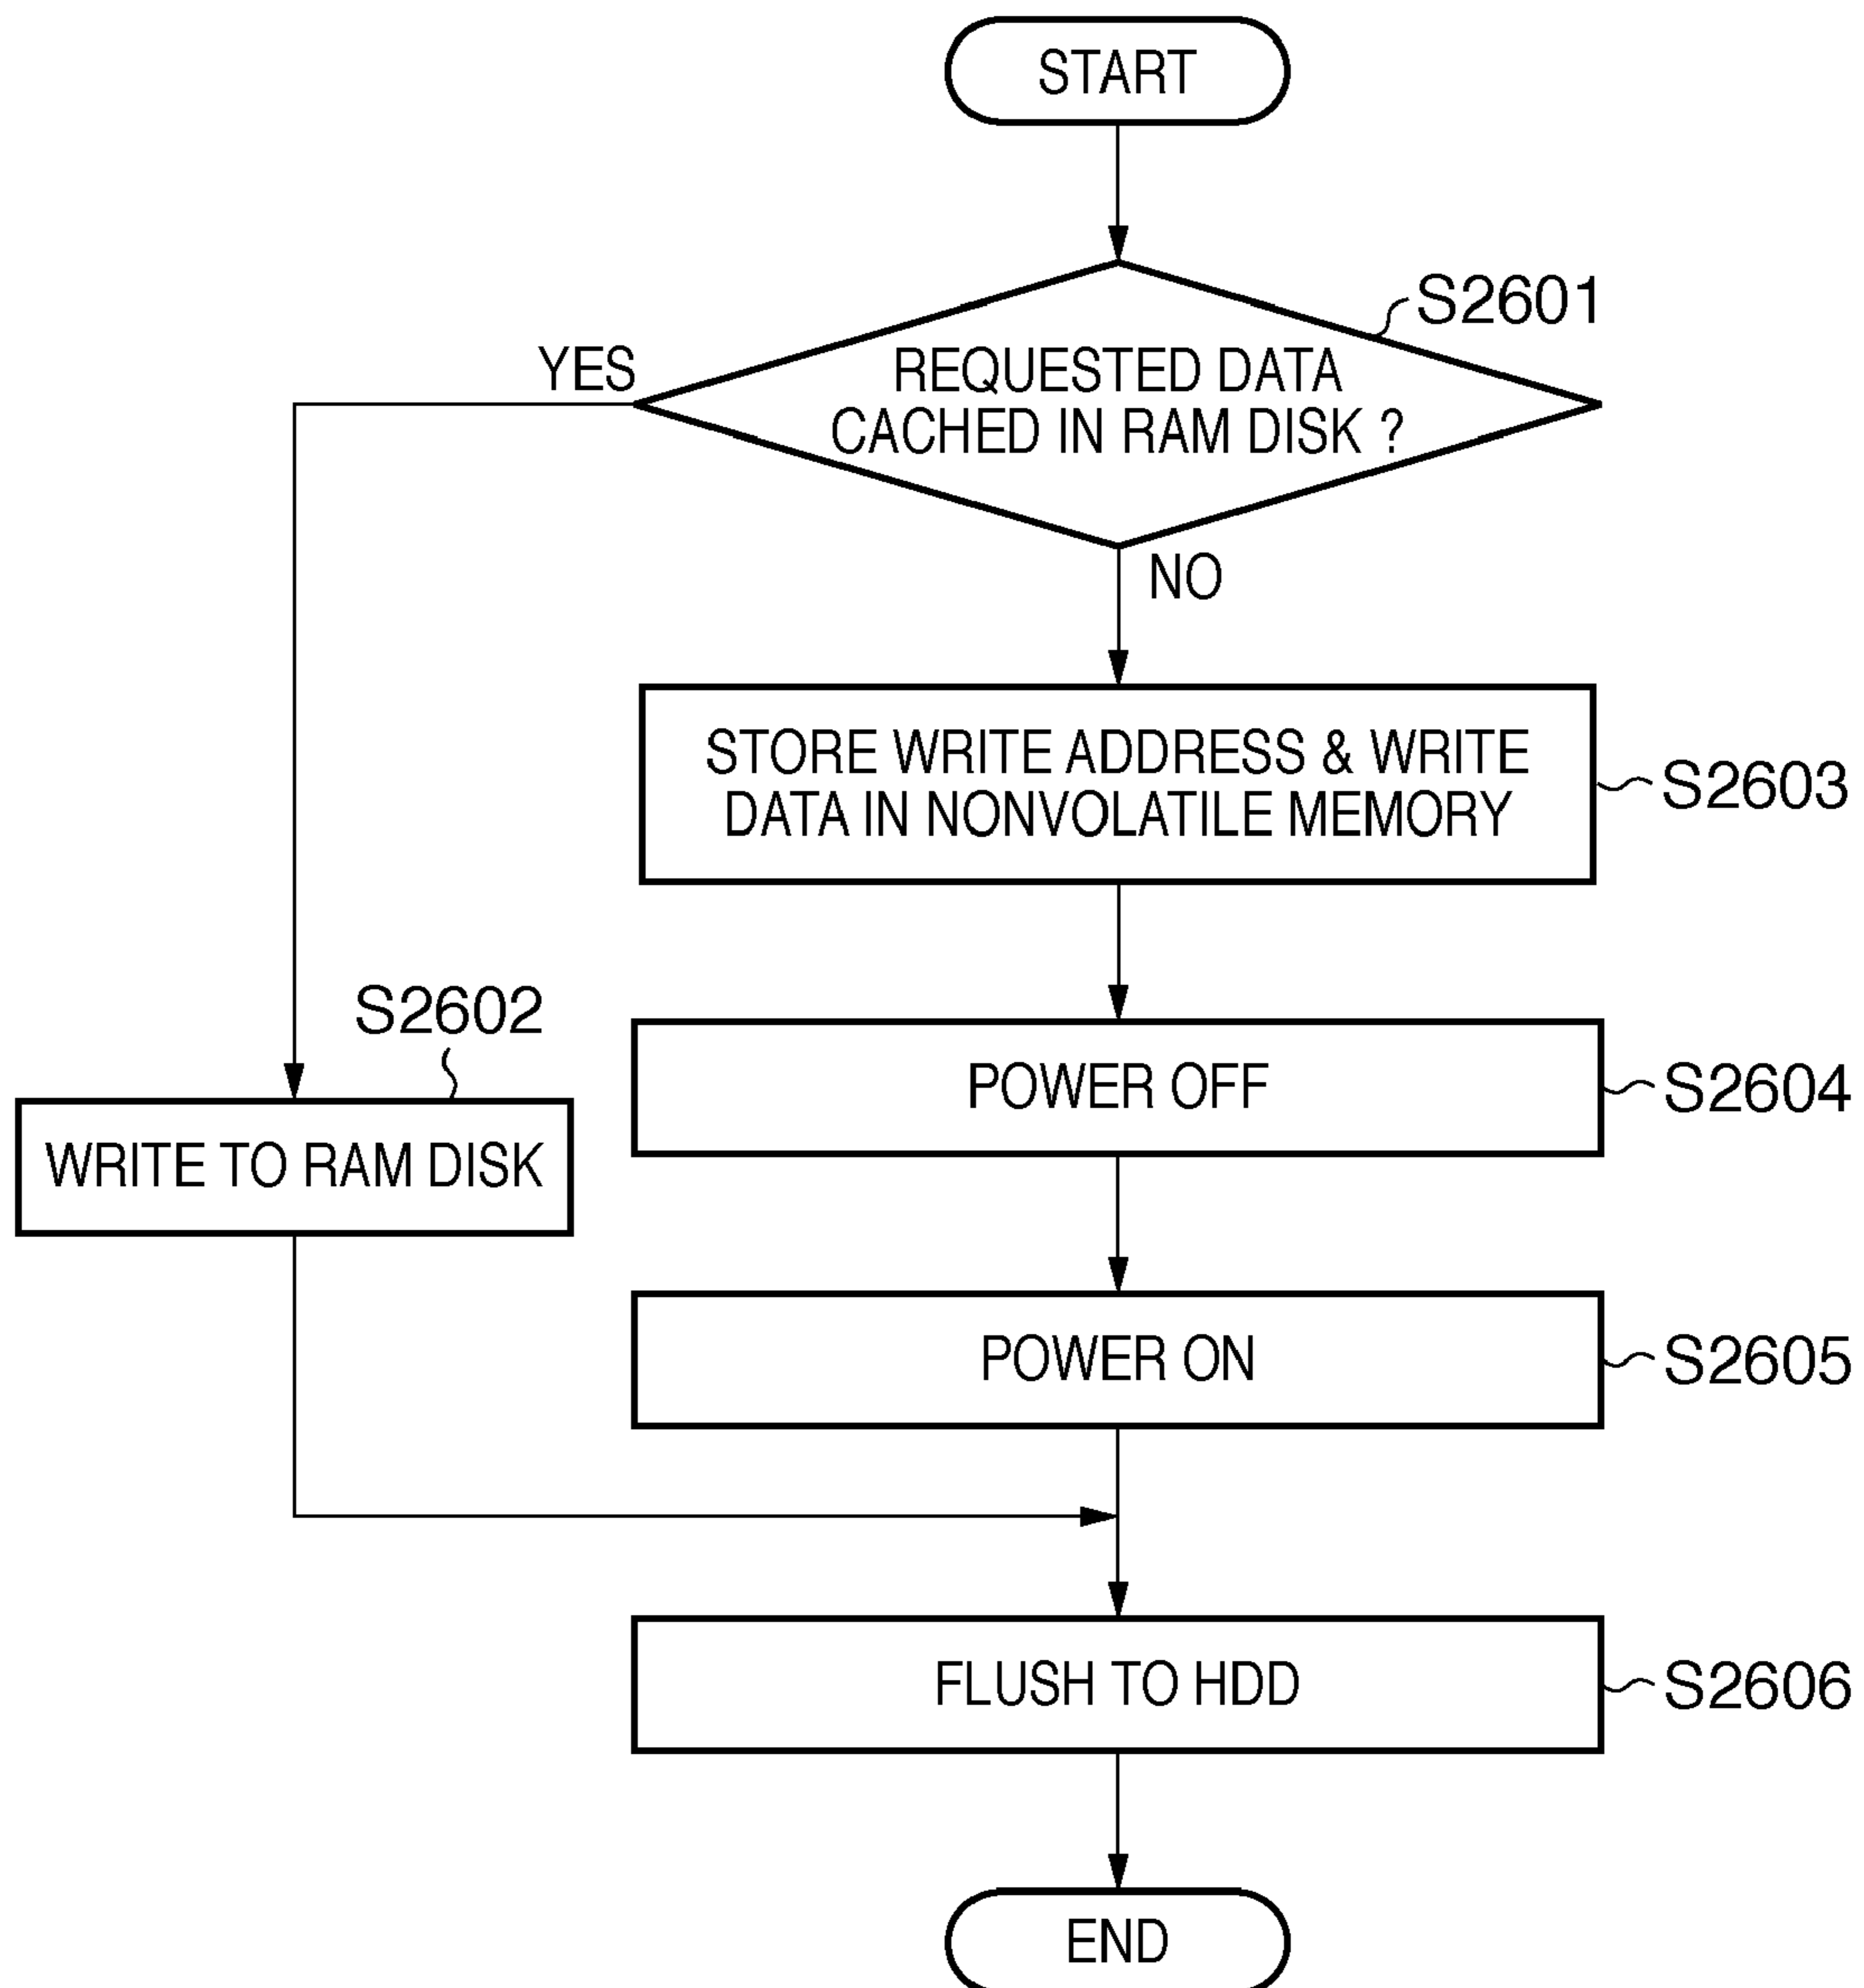 START
S2601
YES
REQUESTED DATA
CACHED IN RAM DISK ?
NO
STORE WRITE ADDRESS & WRITE
DATA IN NONVOLATILE MEMORY
S2603
S2602
WRITE TO RAM DISK
POWER OFF
S2604
POWER ON
S2605
FLUSH TO HDD
S2606
END